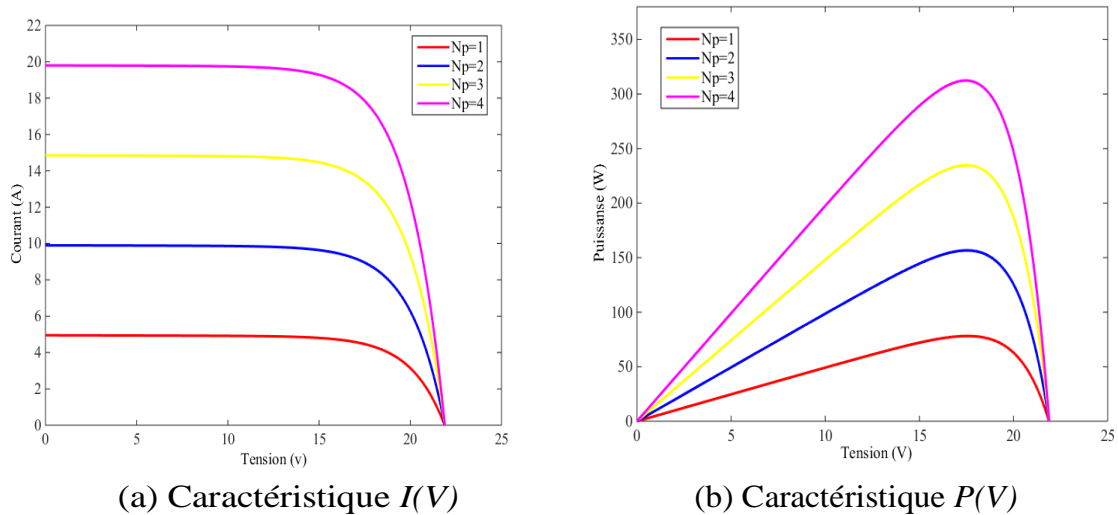 22
20
18
16
14
12
10
8
6
4
2
0
Courant (A)
0 5 10 15 20 25
Tension (v)
Np=1
Np=2
Np=3
Np=4
(a) Caractéristique I(V)
350
300
250
200
150
100
50
0
Puissanse (W)
0 5 10 15 20 25
Tension (V)
Np=1
Np=2
Np=3
Np=4
(b) Caractéristique P(V)